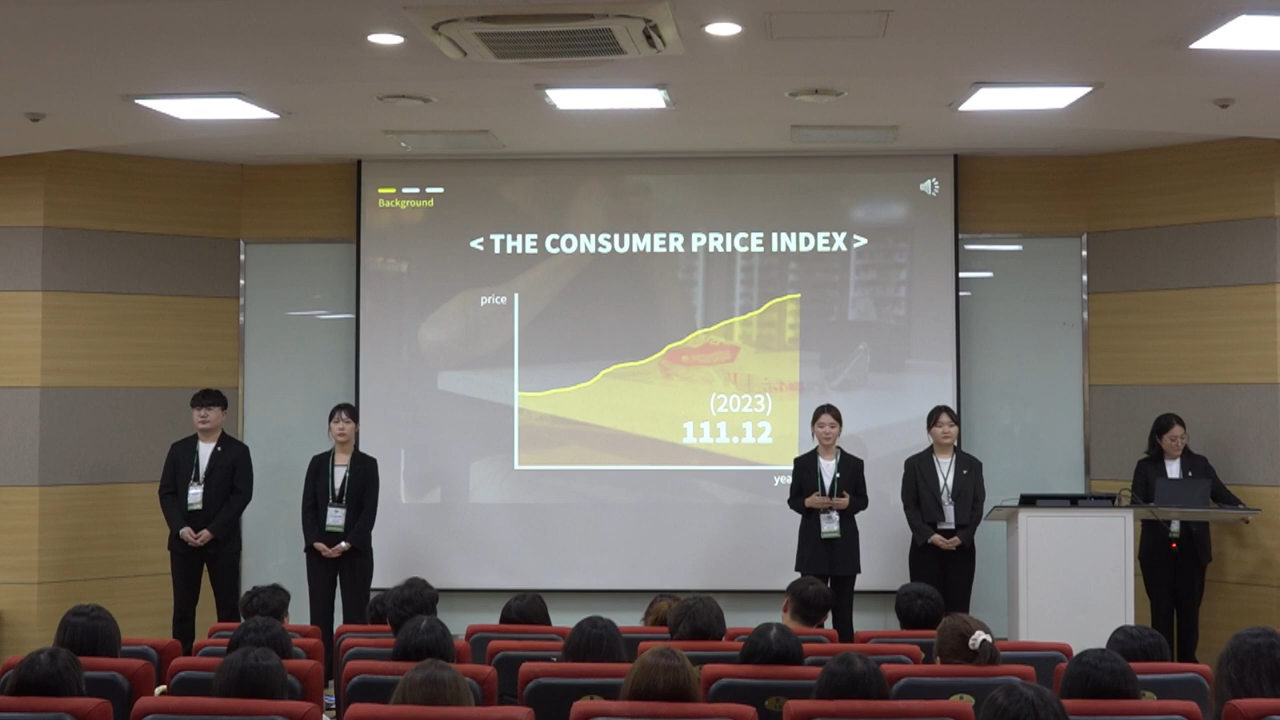 Background
< THE CONSUMER PRICE INDEX >
price
(2023)
111.12
yea